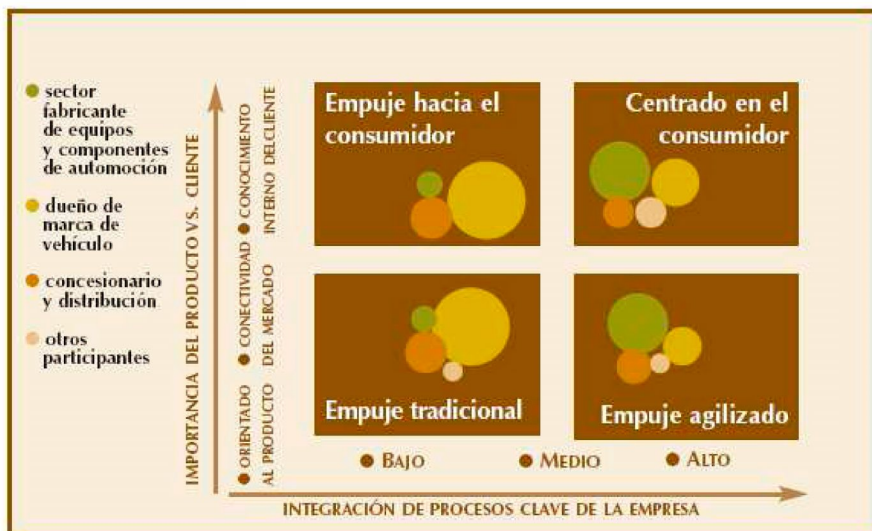 sector
fabricante
de equipos
y componentes
de automoción
dueño de
marca de
vehículo
concesionario
y distribución
otros
participantes
IMPORTANCIA DEL PRODUCTO VS. CLIENTE
ORIENTADO
AL PRODUCTO
CONECTIVIDAD
DEL MERCADO
CONOCIMIENTO
INTERNO DELCLIENTE
Empuje hacia el
consumidor
Centrado en el
consumidor
Empuje tradicional
Empuje agilizado
BAJO
MEDIO
ALTO
INTEGRACIÓN DE PROCESOS CLAVE DE LA EMPRESA